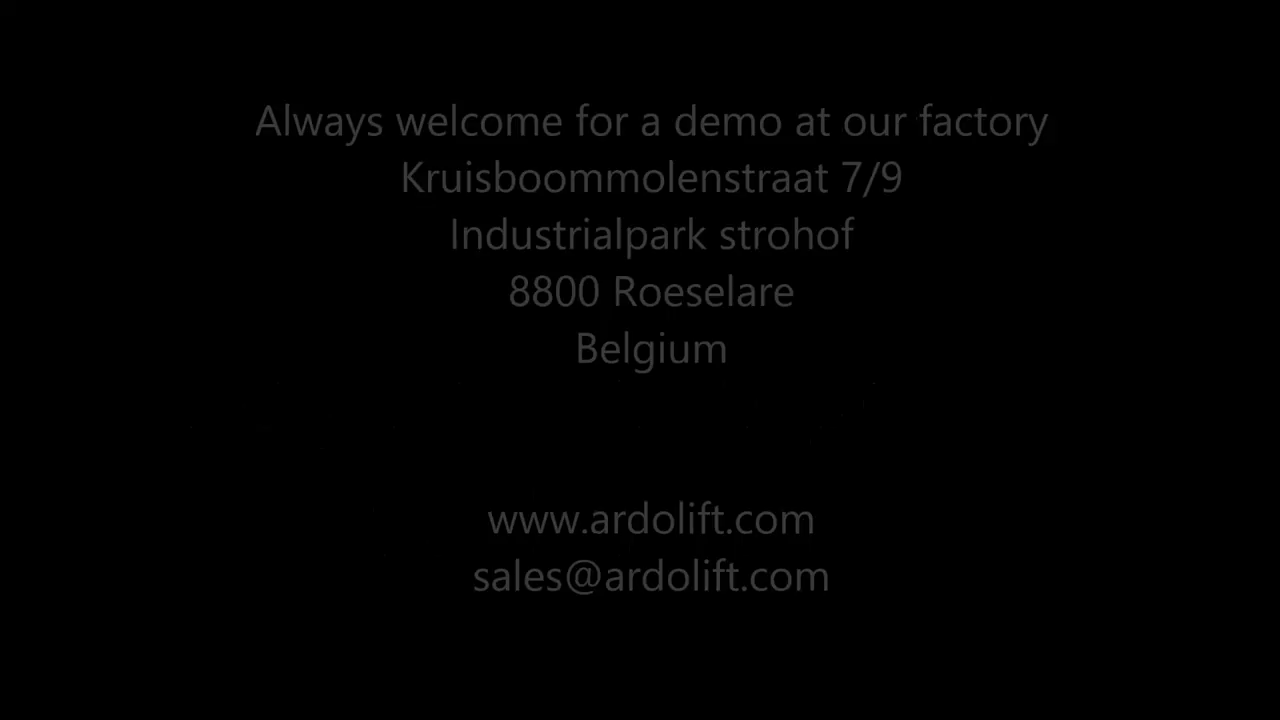 Always welcome for a demo at our factory
Kruisboommolenstraat 7/9
Industrialpark strohof
8800 Roeselare
Belgium
www.ardolift.com
sales@ardolift.com